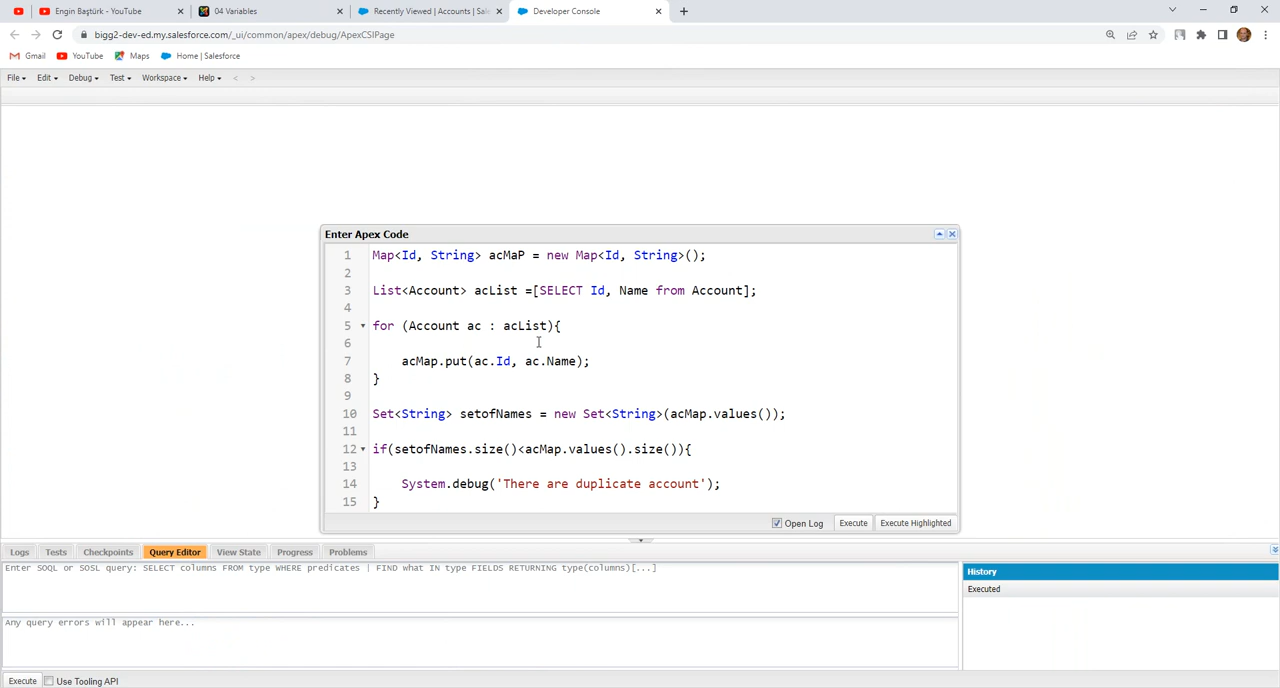 Engin Baştürk - YouTube
04 Variables
Recently Viewed | Accounts | Sale
Developer Console
bigg2-dev-ed.my.salesforce.com/_ui/common/apex/debug/ApexCSIPage
Gmail YouTube Maps Home | Salesforce
File Edit Debug Test Workspace Help < >
Enter Apex Code
1 Map<Id, String> acMaP = new Map<Id, String>();
2
3 List<Account> acList =[SELECT Id, Name from Account];
4
5 for (Account ac : acList){
6
7 acMap.put(ac.Id, ac.Name);
8 }
9
10 Set<String> setofNames = new Set<String>(acMap.values());
11
12 if(setofNames.size()<acMap.values().size()){
13
14 System.debug('There are duplicate account');
15 }
Open Log Execute Execute Highlighted
Logs Tests Checkpoints Query Editor View State Progress Problems
Enter SOQL or SOSL query: SELECT columns FROM type WHERE predicates | FIND what IN type FIELDS RETURNING type(columns)[...]
History
Executed
Any query errors will appear here...
Execute Use Tooling API